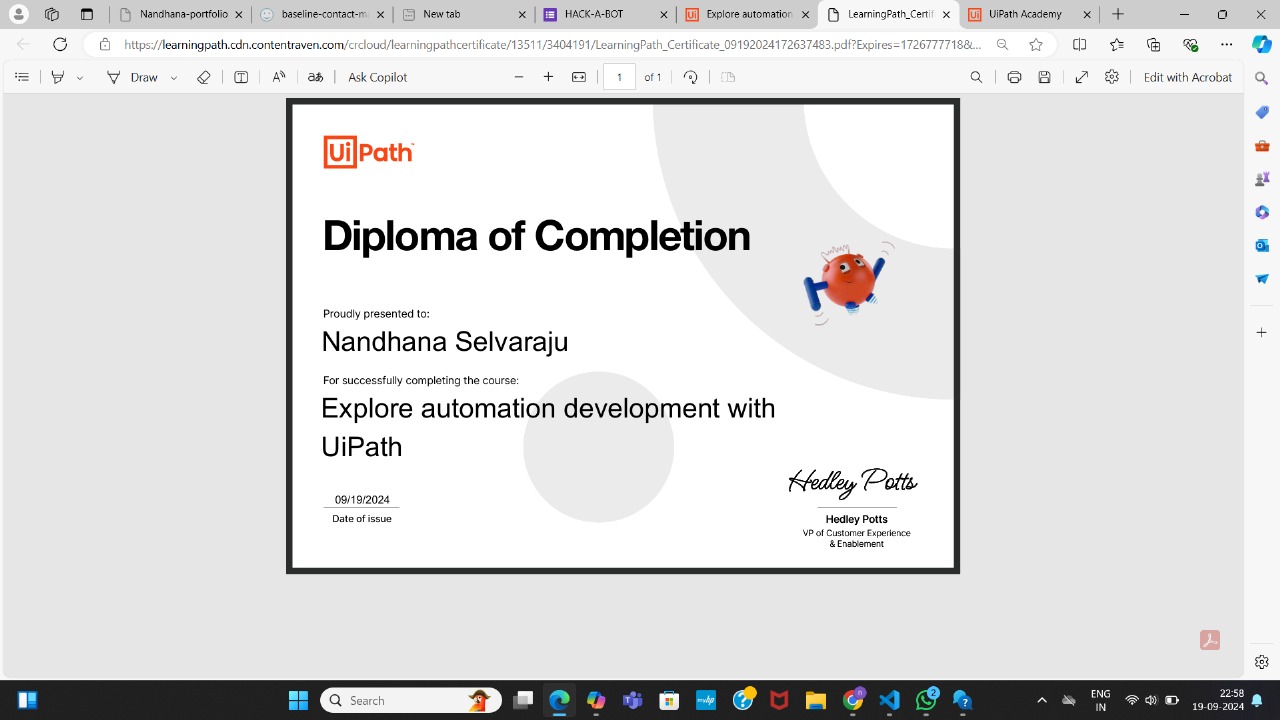 Nandhana-portfolio
Baseline-contact-m
New tab
HACK-A-BOT
Explore automation
LearningPath_Certific
UiPath Academy
https://learningpath.cdn.contentraven.com/crcloud/learningpathcertificate/13511/3404191/LearningPath_Certificate_09192024172637483.pdf?Expires=1726777718&...
Draw
Ask Copilot
1 of 1
Edit with Acrobat
UiPath™
Diploma of Completion
Proudly presented to:
Nandhana Selvaraju
For successfully completing the course:
Explore automation development with
UiPath
Hedley Potts
09/19/2024
Date of issue
Hedley Potts
VP of Customer Experience
& Enablement
Search
ENG
IN
22:58
19-09-2024